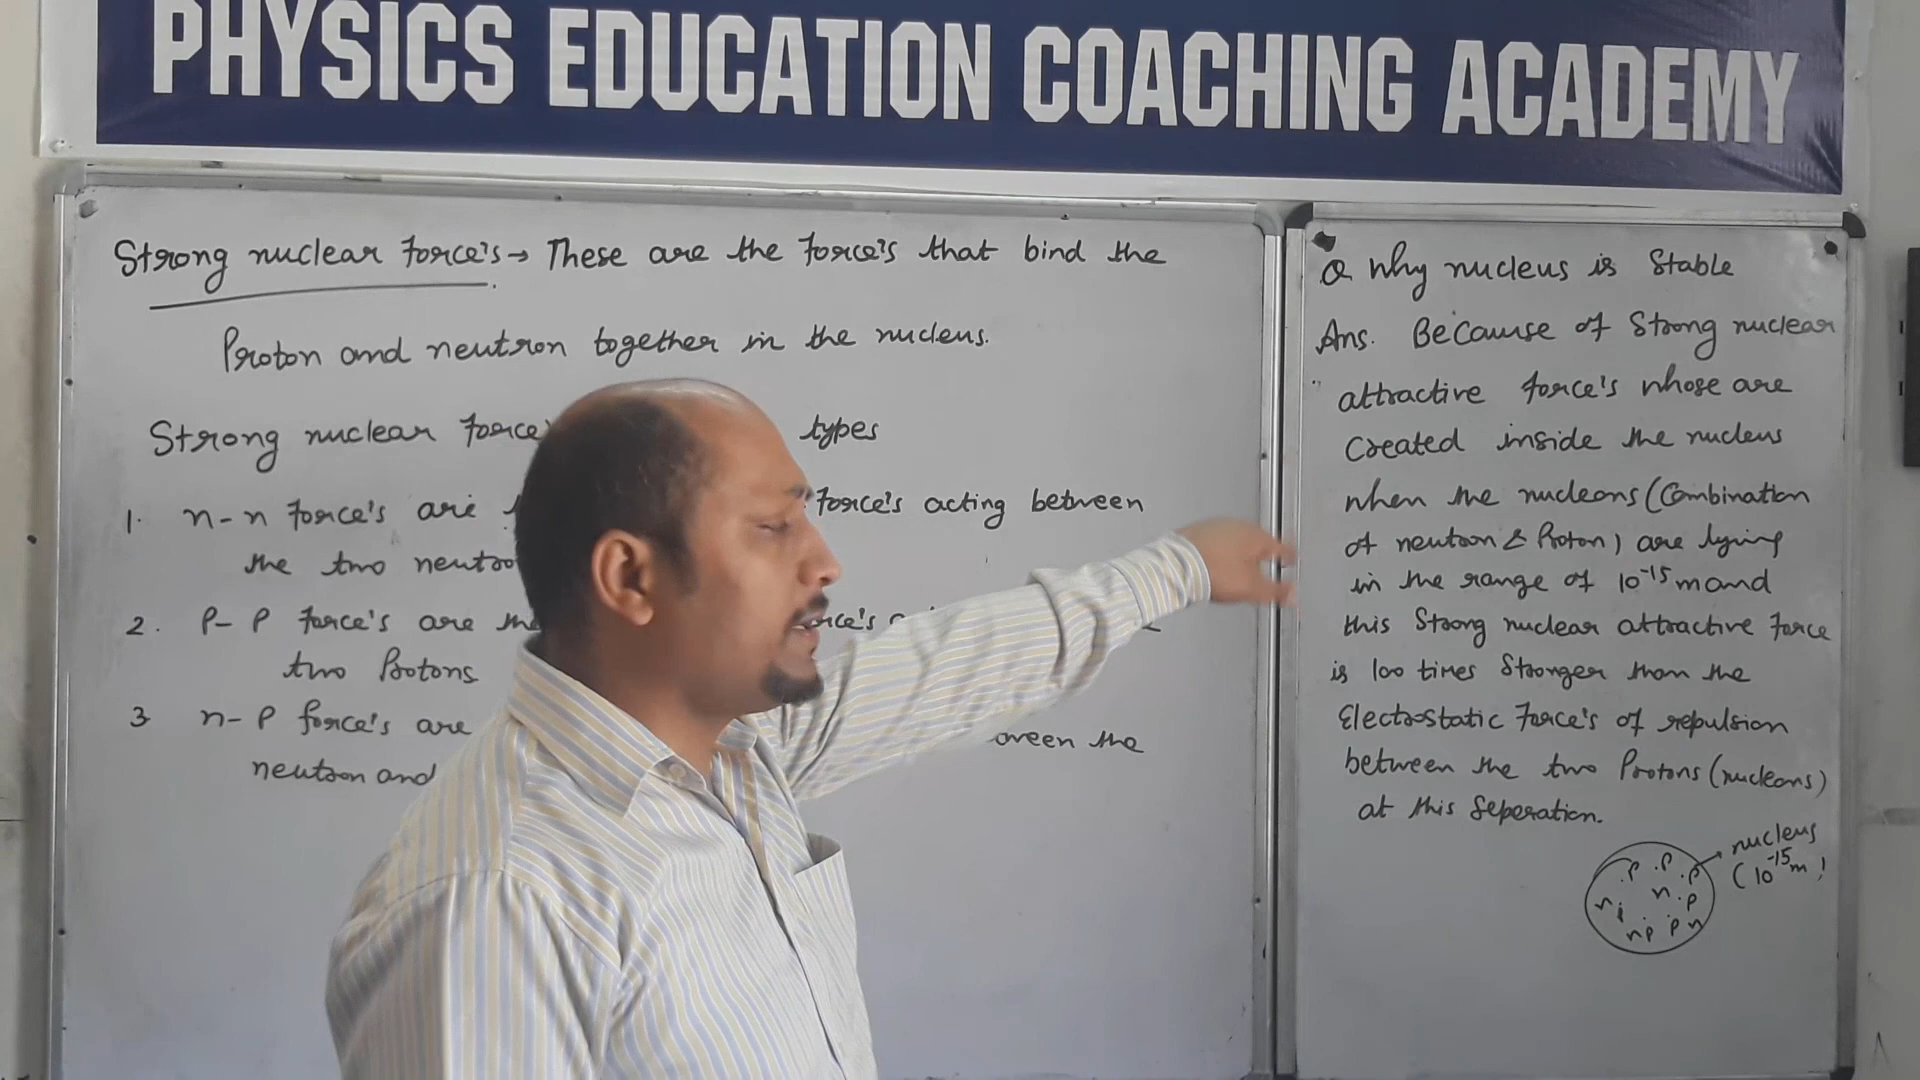 PHYSICS EDUCATION COACHING ACADEMY
Strong nuclear force's → These are the force's that bind the
Proton and neutron together in the nucleus.
Strong nuclear force types
1. n-n force's are force's acting between
the two
2. P-P force's are the
two Protons
3 n-P force's are the
neutron and
Q Why nucleus is Stable
Ans. Because of Strong nuclear
attractive force's whose are
Created inside the nucleus
when the nucleons (Combination
of neutron & Proton) are lying
in the range of 10⁻¹⁵ m and
this Strong nuclear attractive force
is 100 times Stronger than the
Electrostatic Force's of repulsion
between the two Protons (nucleons)
at this Seperation.
nucleus
(10⁻¹⁵ m)
P P P
n n P
n P P n